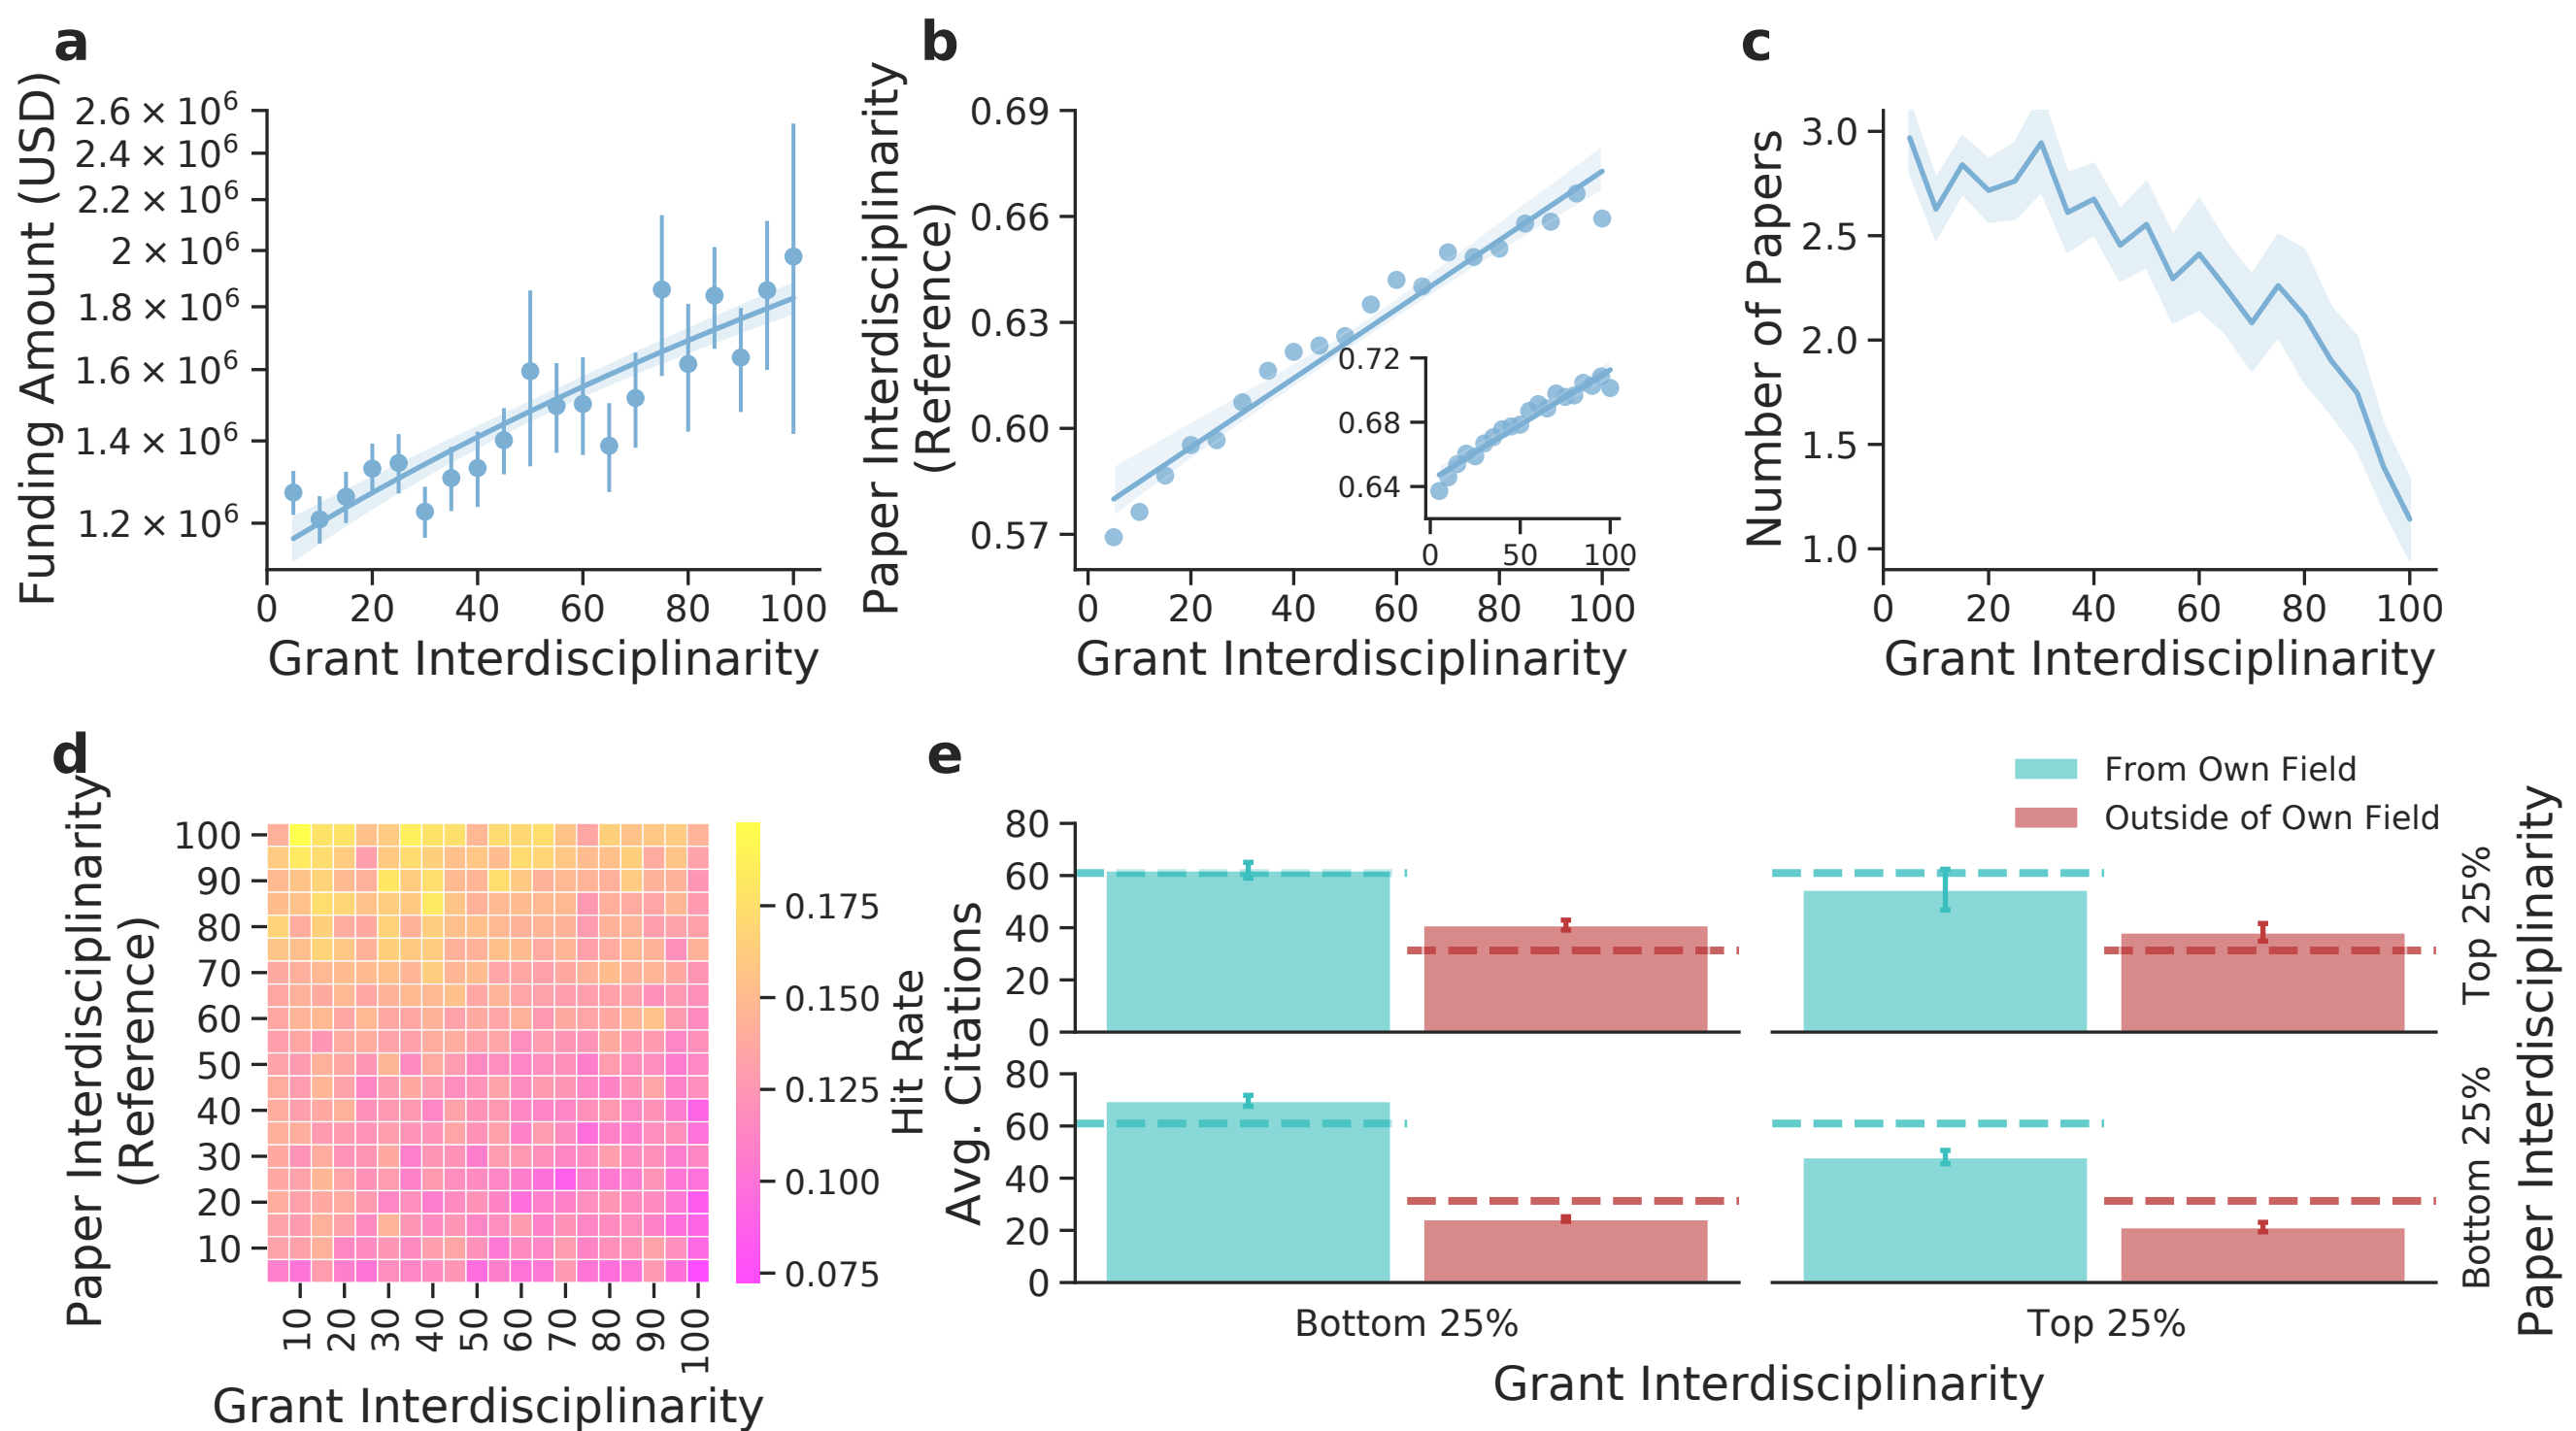 a
Funding Amount (USD)
2.6 × 10⁶
2.4 × 10⁶
2.2 × 10⁶
2 × 10⁶
1.8 × 10⁶
1.6 × 10⁶
1.4 × 10⁶
1.2 × 10⁶
0 20 40 60 80 100
Grant Interdisciplinarity
b
Paper Interdisciplinarity
(Reference)
0.69
0.66
0.63
0.60
0.57
0.72
0.68
0.64
0 50 100
0 20 40 60 80 100
Grant Interdisciplinarity
c
Number of Papers
3.0
2.5
2.0
1.5
1.0
0 20 40 60 80 100
Grant Interdisciplinarity
d
Paper Interdisciplinarity
(Reference)
100
90
80
70
60
50
40
30
20
10
10 20 30 40 50 60 70 80 90 100
Grant Interdisciplinarity
0.175
0.150
0.125
0.100
0.075
Hit Rate
e
From Own Field
Outside of Own Field
Avg. Citations
80
60
40
20
0
80
60
40
20
0
Top 25%
Bottom 25%
Paper Interdisciplinarity
Bottom 25% Top 25%
Grant Interdisciplinarity